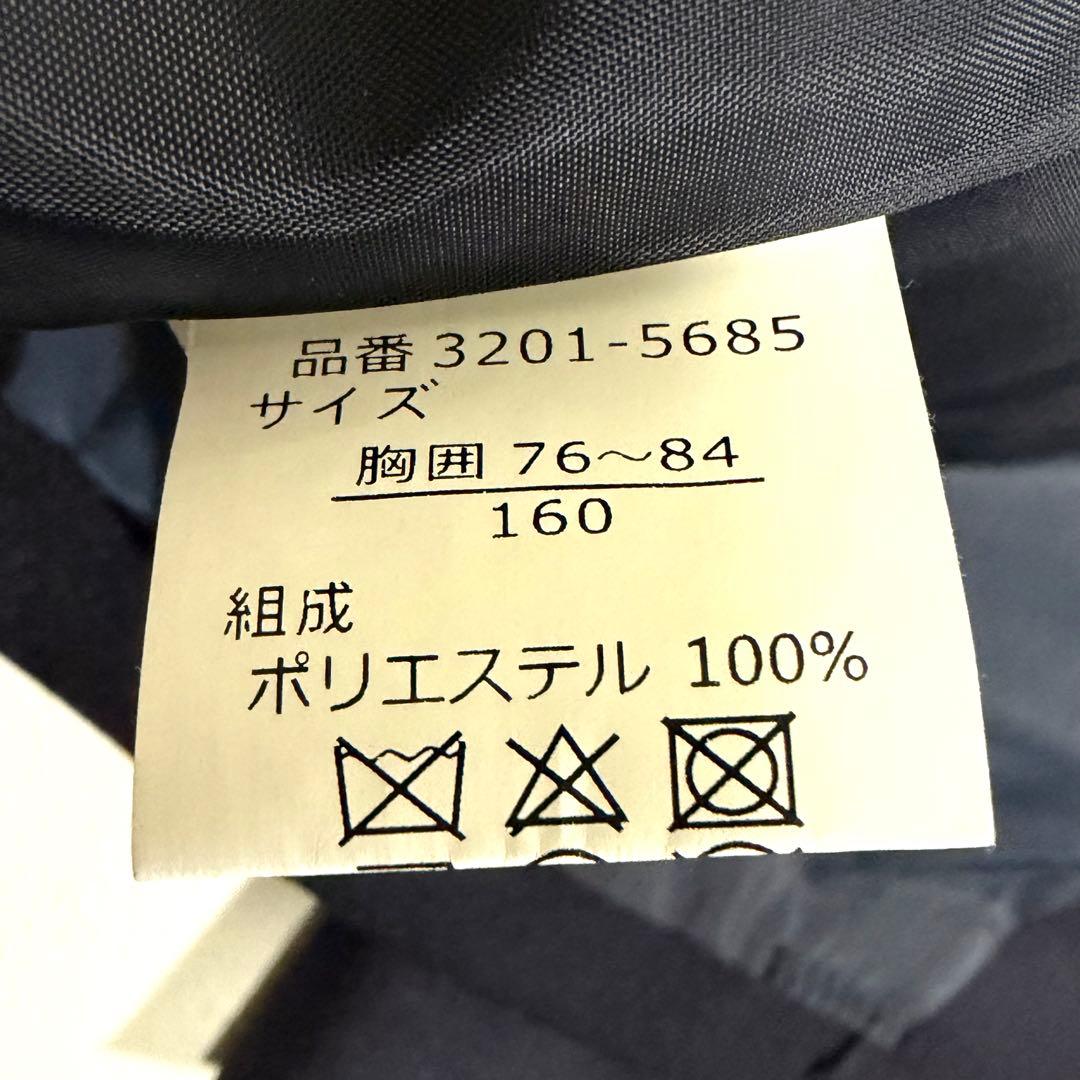 品番 3201-5685
サイズ
胸囲 76～84
160
組成
ポリエステル 100%